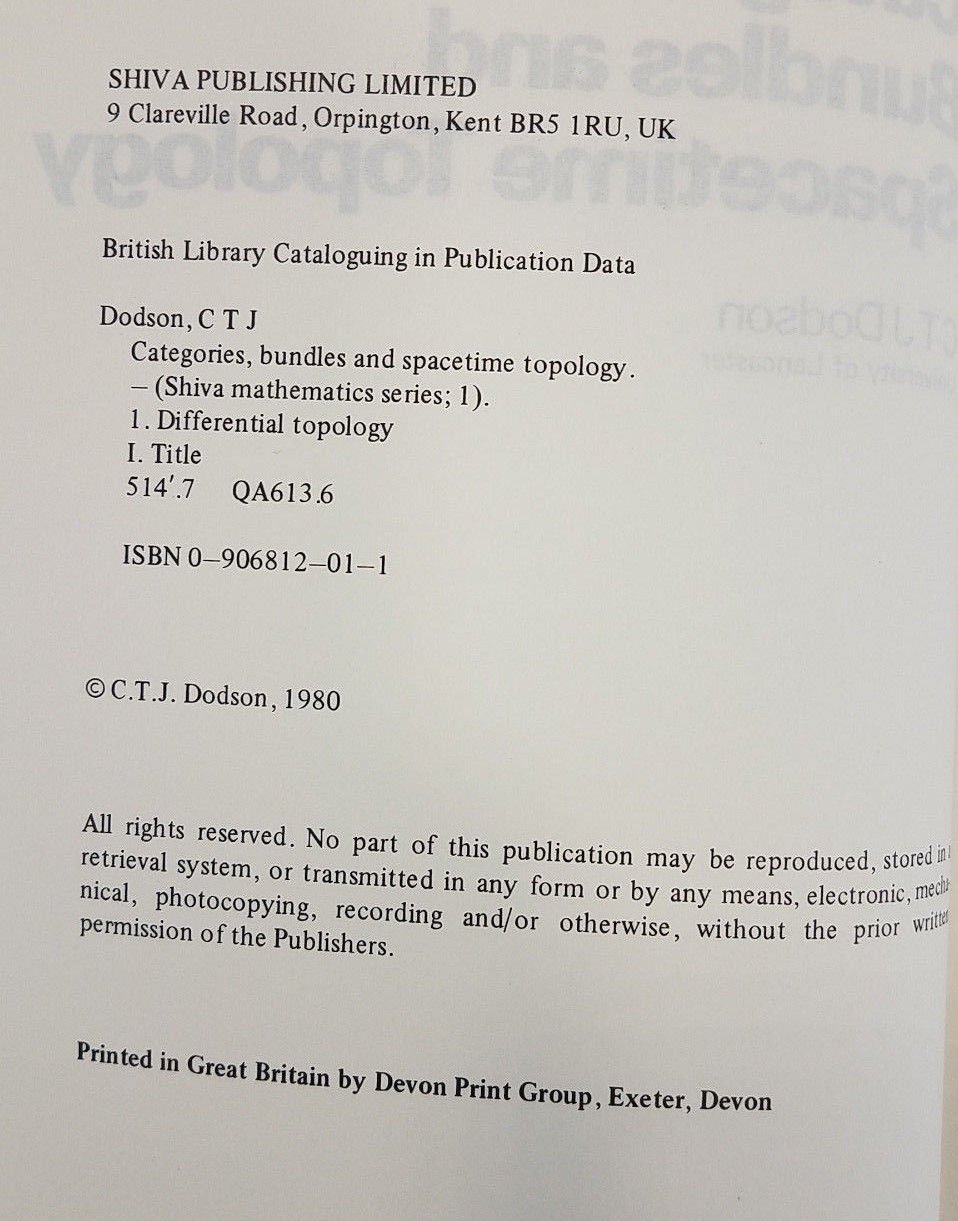 SHIVA PUBLISHING LIMITED
9 Clareville Road, Orpington, Kent BR5 1RU, UK
British Library Cataloguing in Publication Data
Dodson, C T J
Categories, bundles and spacetime topology.
– (Shiva mathematics series; 1).
1. Differential topology
I. Title
514'.7 QA613.6
ISBN 0–906812–01–1
© C.T.J. Dodson, 1980
All rights reserved. No part of this publication may be reproduced, stored in
retrieval system, or transmitted in any form or by any means, electronic, mecha-
nical, photocopying, recording and/or otherwise, without the prior written
permission of the Publishers.
Printed in Great Britain by Devon Print Group, Exeter, Devon